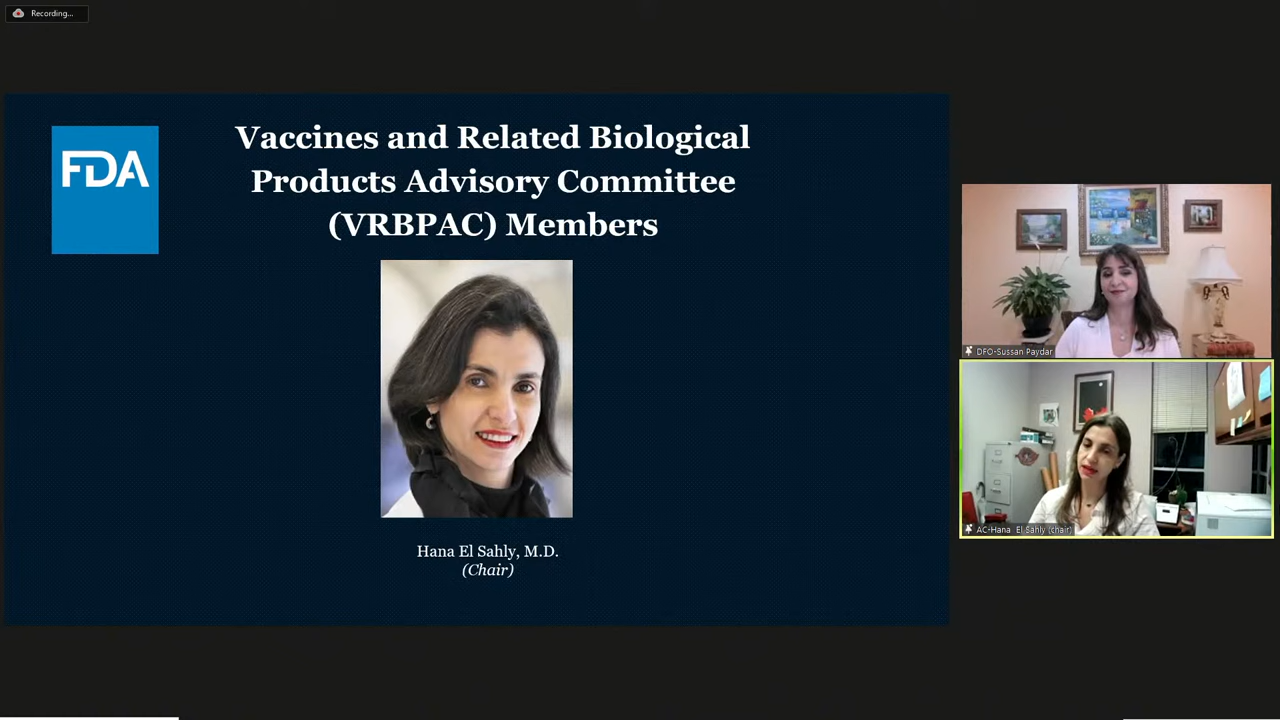 Recording...
FDA
Vaccines and Related Biological
Products Advisory Committee
(VRBPAC) Members
Hana El Sahly, M.D.
(Chair)
DFO-Sussan Paydar
AC-Hana El Sahly (chair)